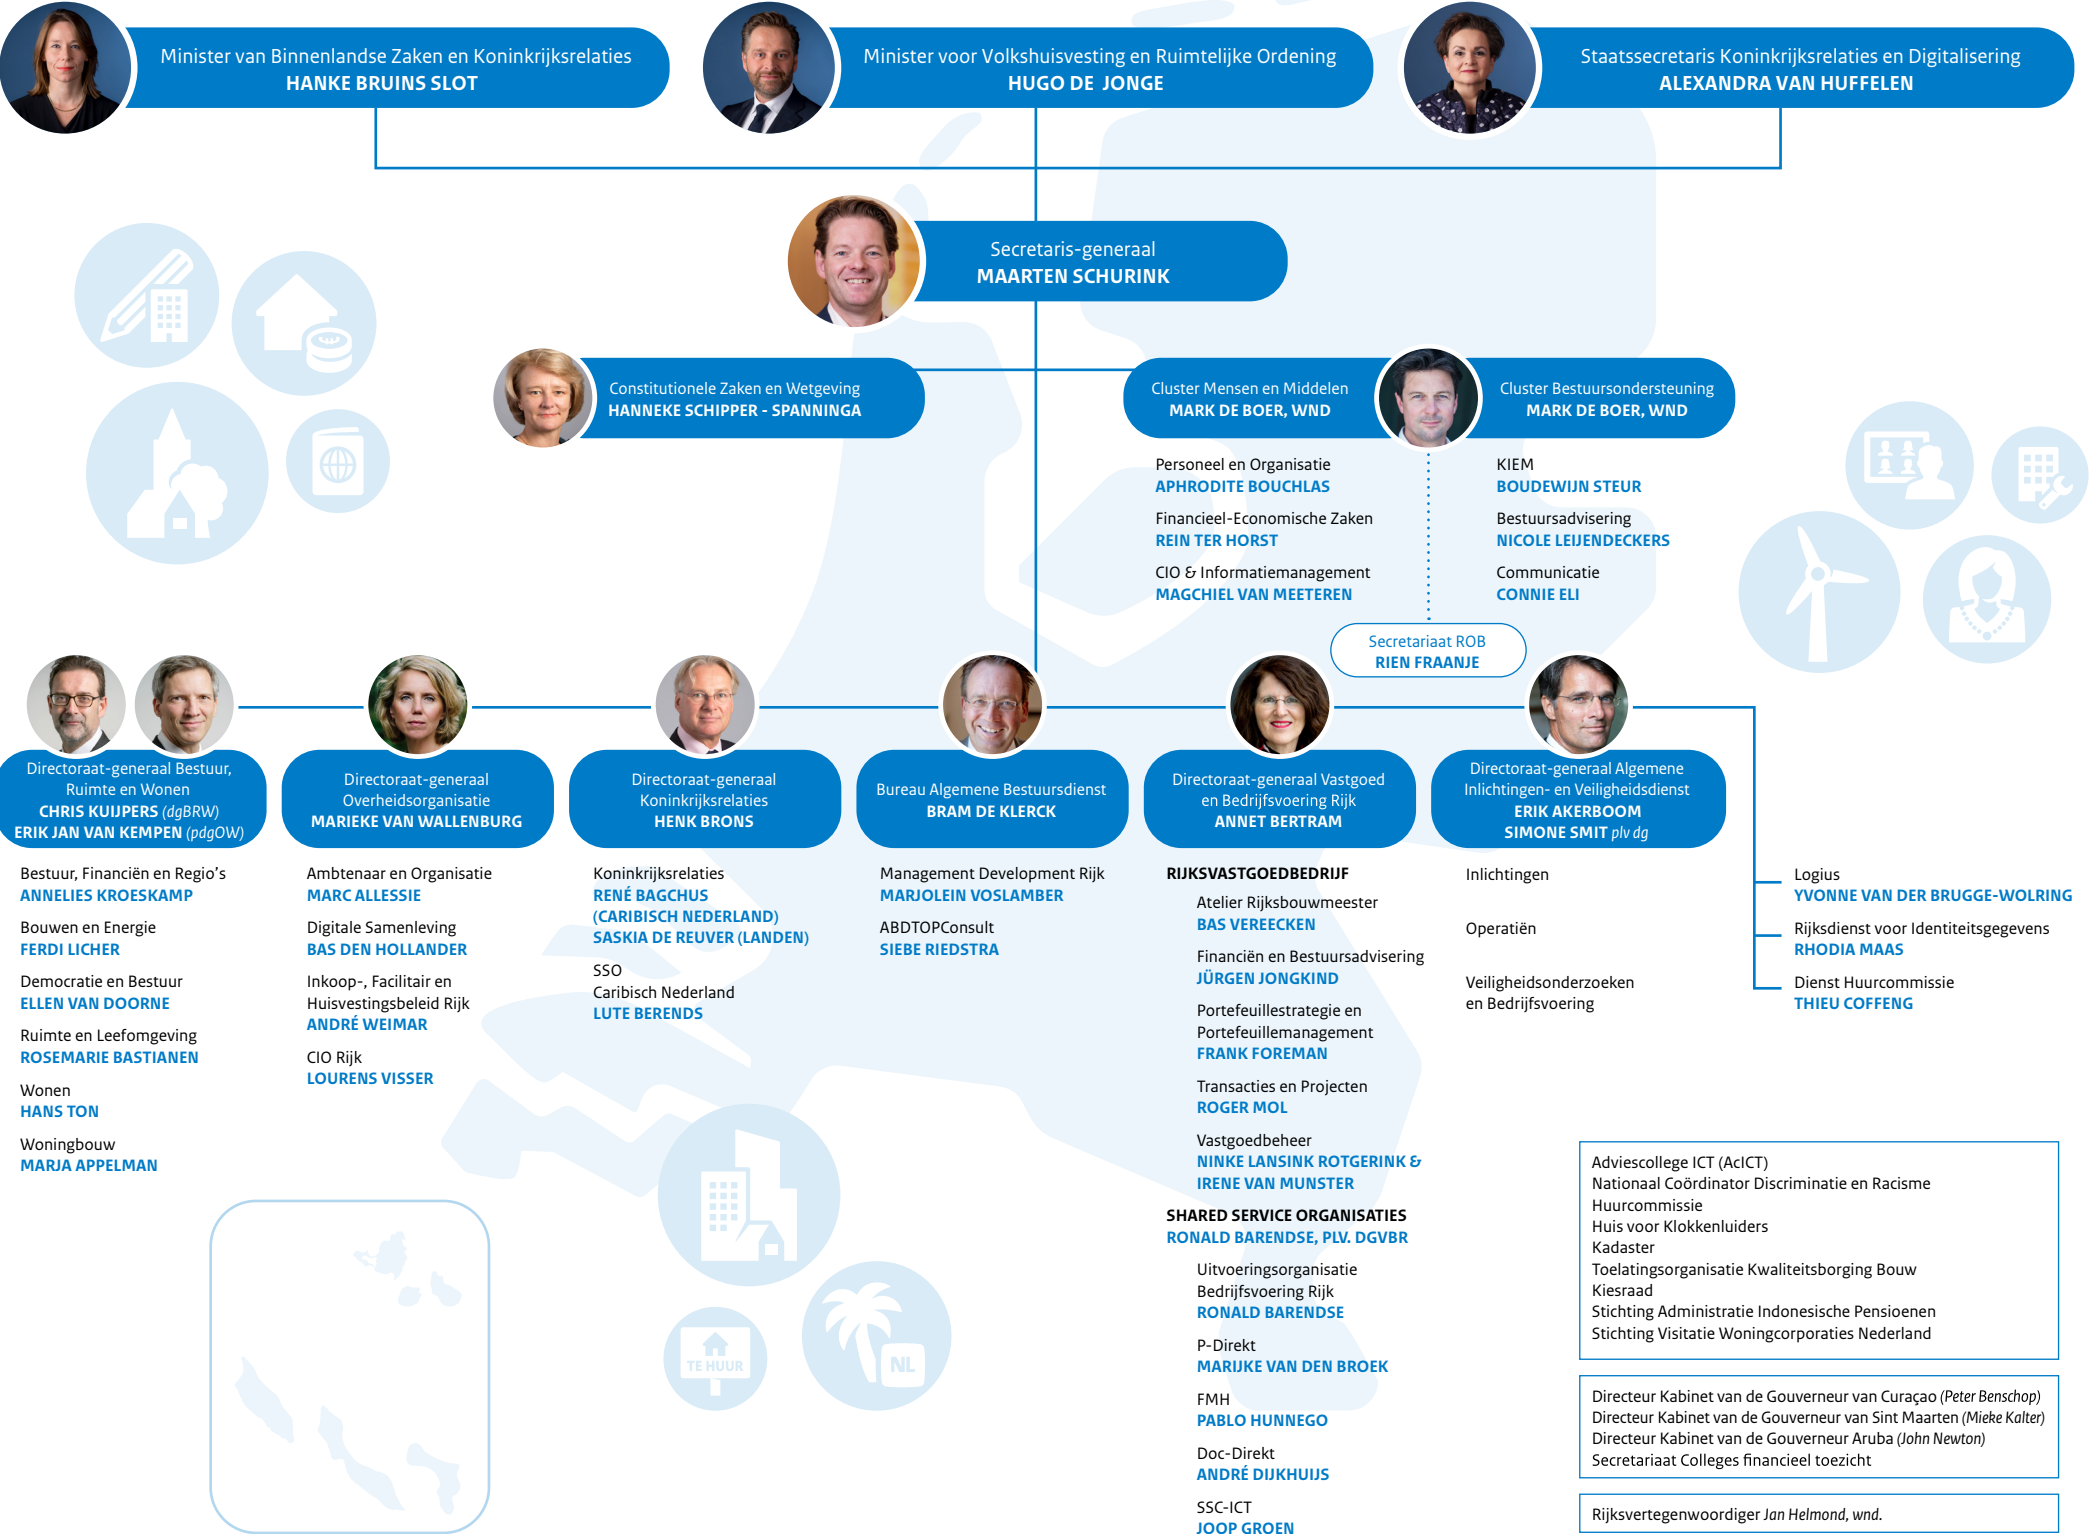 Minister van Binnenlandse Zaken en Koninkrijksrelaties
HANKE BRUINS SLOT
Minister voor Volkshuisvesting en Ruimtelijke Ordening
HUGO DE JONGE
Staatssecretaris Koninkrijksrelaties en Digitalisering
ALEXANDRA VAN HUFFELEN
Secretaris-generaal
MAARTEN SCHURINK
Constitutionele Zaken en Wetgeving
HANNEKE SCHIPPER - SPANNINGA
Cluster Mensen en Middelen
MARK DE BOER, WND
Cluster Bestuursondersteuning
MARK DE BOER, WND
Personeel en Organisatie
APHRODITE BOUCHLAS
Financieel-Economische Zaken
REIN TER HORST
CIO & Informatiemanagement
MAGCHIEL VAN MEETEREN
KIEM
BOUDEWIJN STEUR
Bestuursadvisering
NICOLE LEIJENDECKERS
Communicatie
CONNIE ELI
Secretariaat ROB
RIEN FRAANJE
Directoraat-generaal Bestuur,
Ruimte en Wonen
CHRIS KUIJPERS (dgBRW)
ERIK JAN VAN KEMPEN (pdgOW)
Bestuur, Financiën en Regio's
ANNELIES KROESKAMP
Bouwen en Energie
FERDI LICHER
Democratie en Bestuur
ELLEN VAN DOORNE
Ruimte en Leefomgeving
ROSEMARIE BASTIANEN
Wonen
HANS TON
Woningbouw
MARJA APPELMAN
Directoraat-generaal
Overheidsorganisatie
MARIEKE VAN WALLENBURG
Ambtenaar en Organisatie
MARC ALLESSIE
Digitale Samenleving
BAS DEN HOLLANDER
Inkoop-, Facilitair en
Huisvestingsbeleid Rijk
ANDRÉ WEIMAR
CIO Rijk
LOURENS VISSER
Directoraat-generaal
Koninkrijksrelaties
HENK BRONS
Koninkrijksrelaties
RENÉ BAGCHUS
(CARIBISCH NEDERLAND)
SASKIA DE REUVER (LANDEN)
SSO
Caribisch Nederland
LUTE BERENDS
Bureau Algemene Bestuursdienst
BRAM DE KLERCK
Management Development Rijk
MARJOLEIN VOSLAMBER
ABDTOPConsult
SIEBE RIEDSTRA
Directoraat-generaal Vastgoed
en Bedrijfsvoering Rijk
ANNET BERTRAM
RIJKSVASTGOEDBEDRIJF
Atelier Rijksbouwmeester
BAS VEREECKEN
Financiën en Bestuursadvisering
JÜRGEN JONGKIND
Portefeuillestrategie en
Portefeuillemanagement
FRANK FOREMAN
Transacties en Projecten
ROGER MOL
Vastgoedbeheer
NINKE LANSINK ROTGERINK &
IRENE VAN MUNSTER
SHARED SERVICE ORGANISATIES
RONALD BARENDSE, PLV. DGVBR
Uitvoeringsorganisatie
Bedrijfsvoering Rijk
RONALD BARENDSE
P-Direkt
MARIJKE VAN DEN BROEK
FMH
PABLO HUNNEGO
Doc-Direkt
ANDRÉ DIJKHUIJS
SSC-ICT
JOOP GROEN
Directoraat-generaal Algemene
Inlichtingen- en Veiligheidsdienst
ERIK AKERBOOM
SIMONE SMIT plv dg
Inlichtingen
Operatiën
Veiligheidsonderzoeken
en Bedrijfsvoering
Logius
YVONNE VAN DER BRUGGE-WOLRING
Rijksdienst voor Identiteitsgegevens
RHODIA MAAS
Dienst Huurcommissie
THIEU COFFENG
Adviescollege ICT (AcICT)
Nationaal Coördinator Discriminatie en Racisme
Huurcommissie
Huis voor Klokkenluiders
Kadaster
Toelatingsorganisatie Kwaliteitsborging Bouw
Kiesraad
Stichting Administratie Indonesische Pensioenen
Stichting Visitatie Woningcorporaties Nederland
Directeur Kabinet van de Gouverneur van Curaçao (Peter Benschop)
Directeur Kabinet van de Gouverneur van Sint Maarten (Mieke Kalter)
Directeur Kabinet van de Gouverneur Aruba (John Newton)
Secretariaat Colleges financieel toezicht
Rijksvertegenwoordiger Jan Helmond, wnd.
TE HUUR
NL